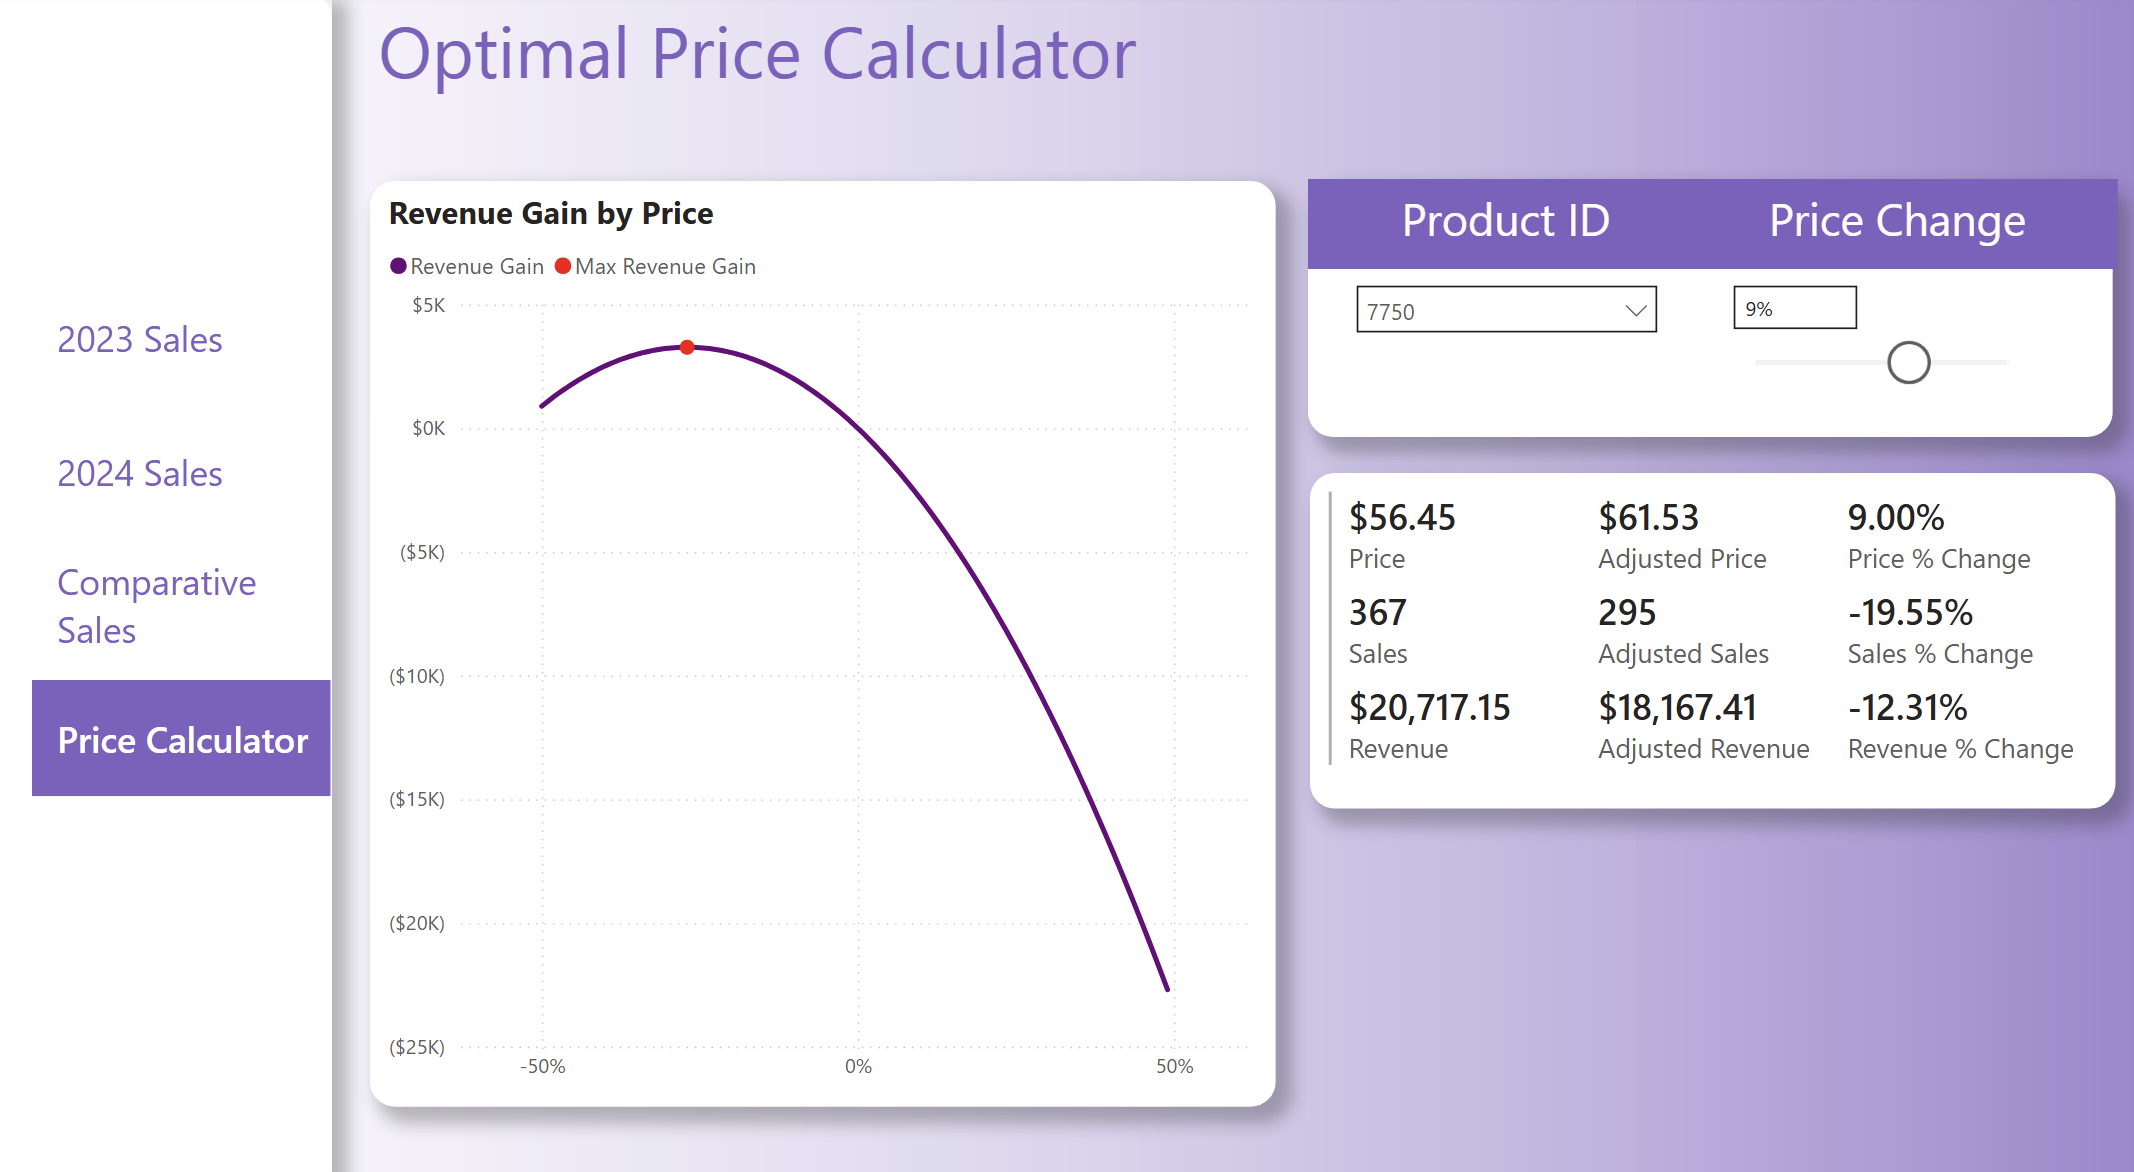 Optimal Price Calculator
2023 Sales
2024 Sales
Comparative
Sales
Price Calculator
Revenue Gain by Price
Revenue Gain Max Revenue Gain
$5K
$0K
($5K)
($10K)
($15K)
($20K)
($25K)
-50% 0% 50%
Product ID Price Change
7750 9%
$56.45 $61.53 9.00%
Price Adjusted Price Price % Change
367 295 -19.55%
Sales Adjusted Sales Sales % Change
$20,717.15 $18,167.41 -12.31%
Revenue Adjusted Revenue Revenue % Change